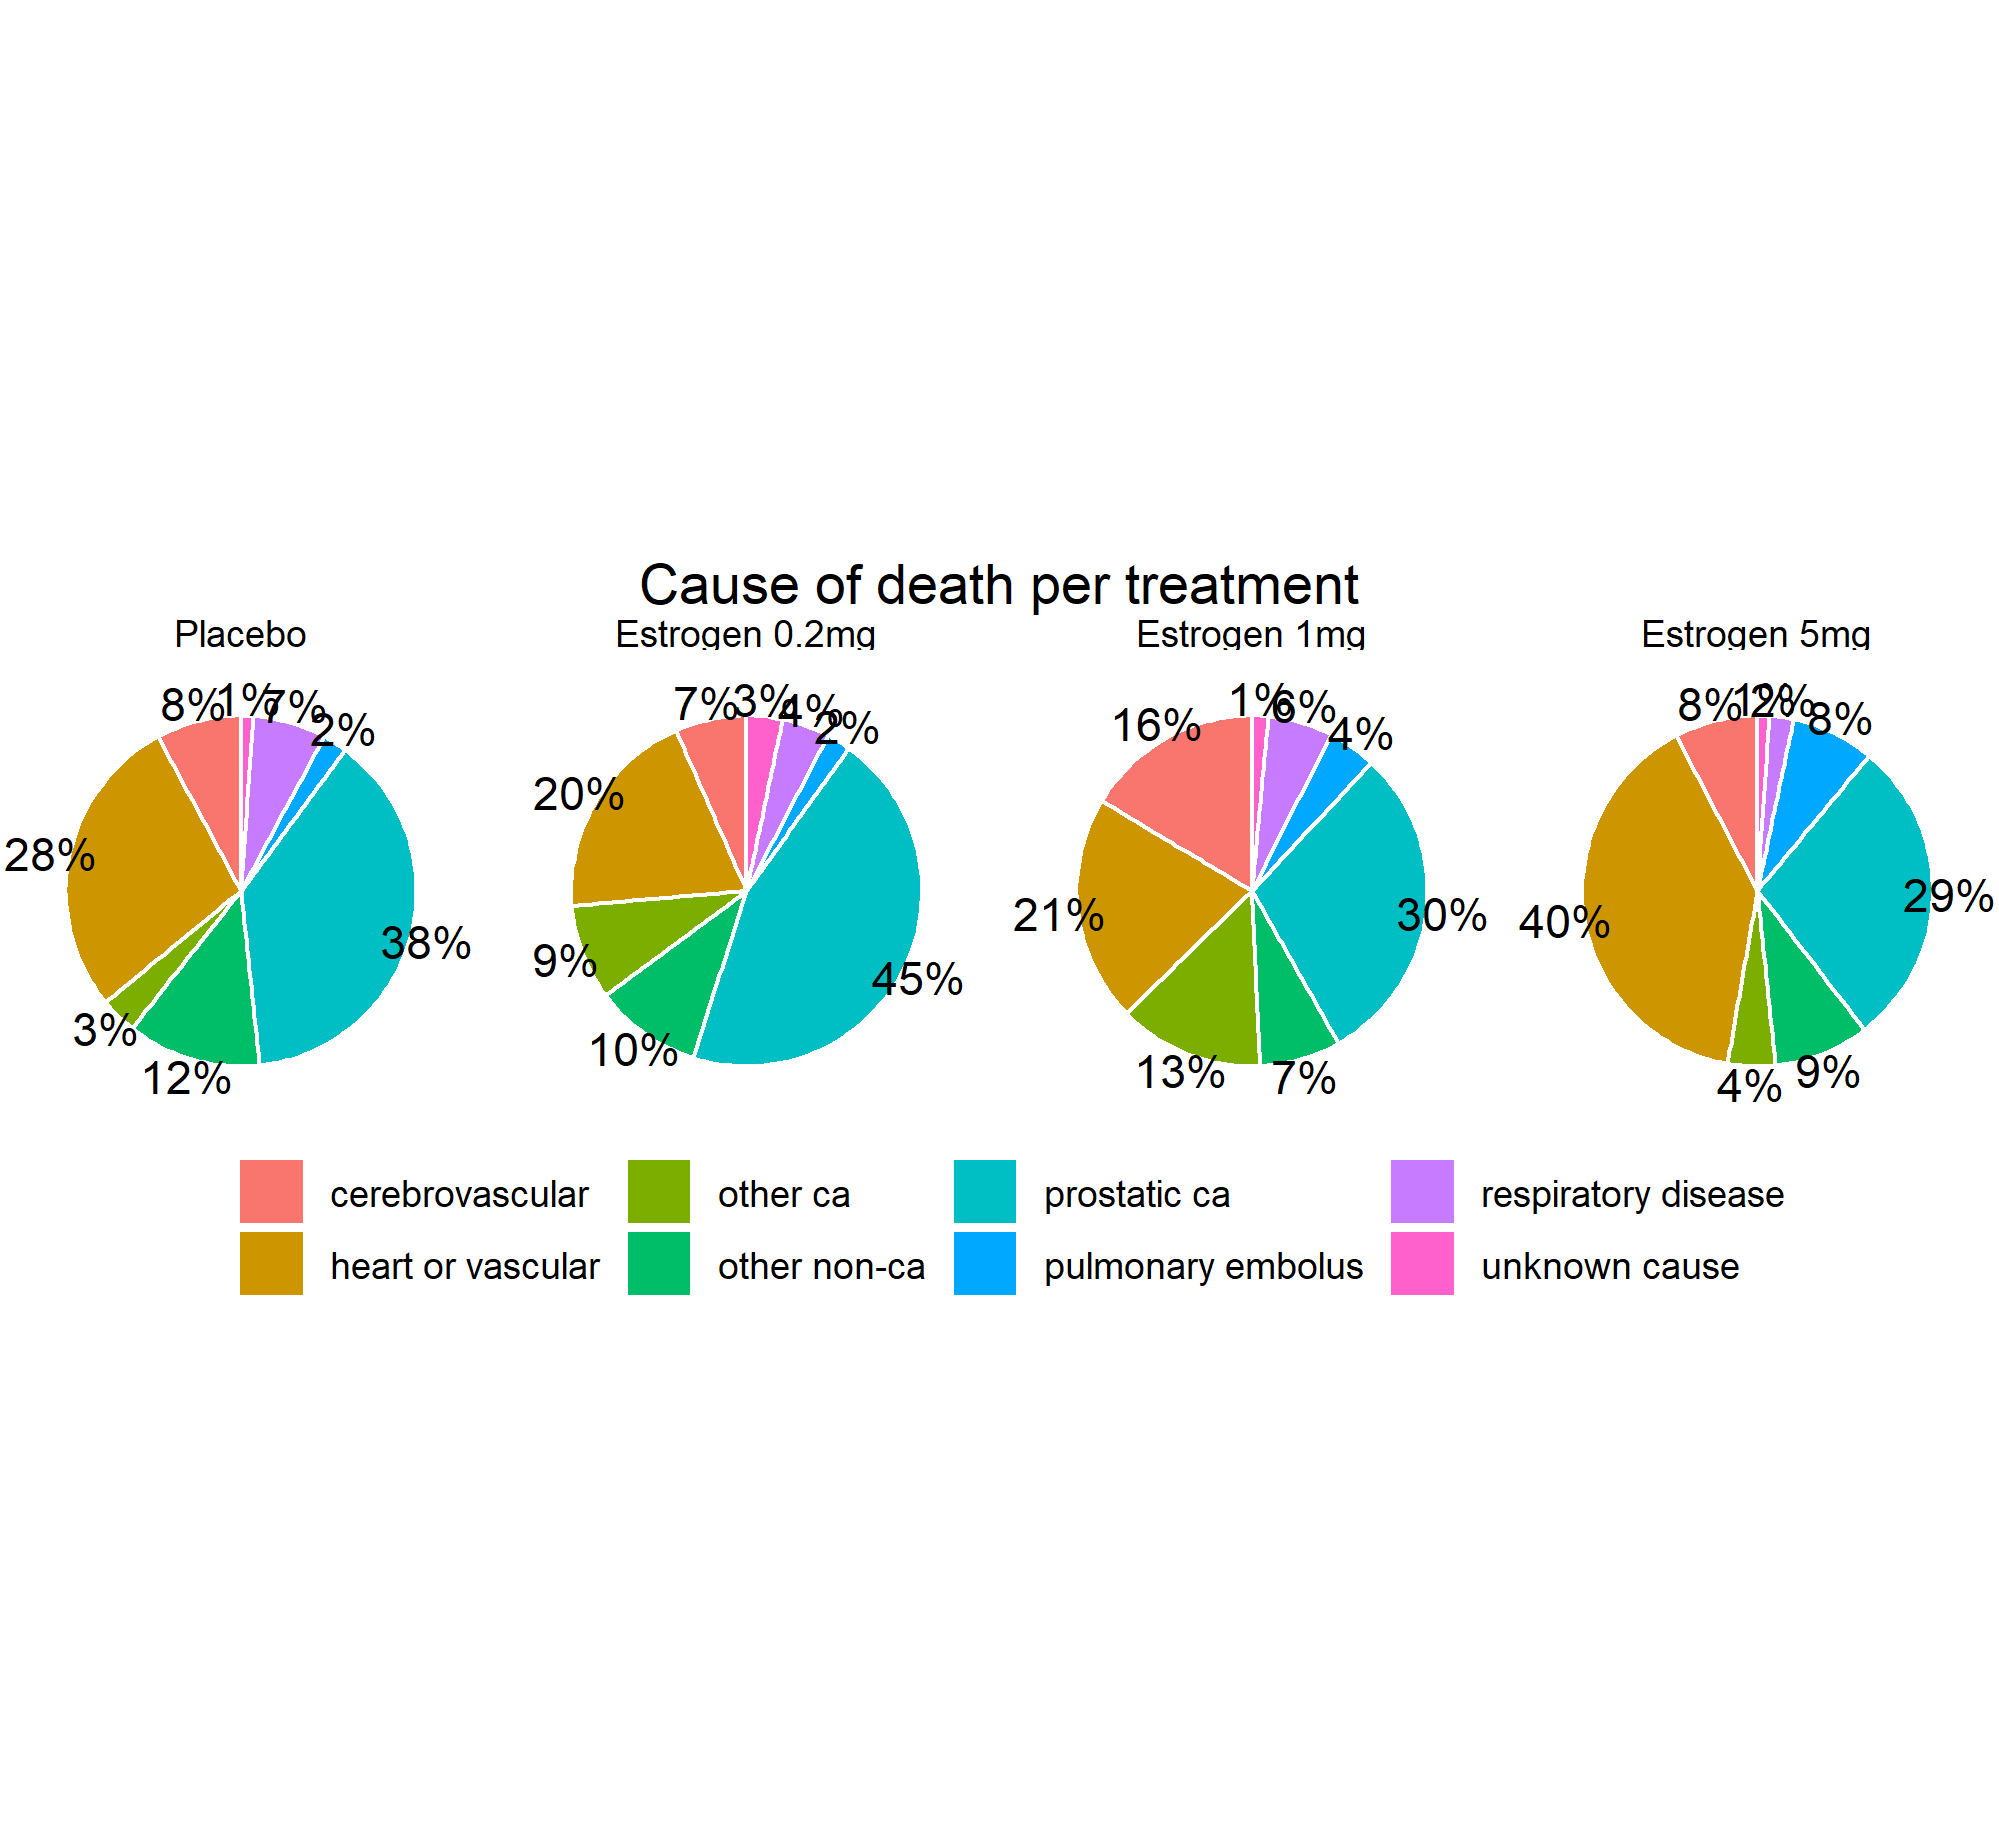 Cause of death per treatment
Placebo
Estrogen 0.2mg
Estrogen 1mg
Estrogen 5mg
8% 1% 7% 2% 28% 38% 3% 12%
7% 3% 4% 2% 20% 9% 45% 10%
16% 1% 6% 4% 21% 30% 13% 7%
8% 1% 2% 8% 40% 29% 4% 9%
cerebrovascular
other ca
prostatic ca
respiratory disease
heart or vascular
other non-ca
pulmonary embolus
unknown cause